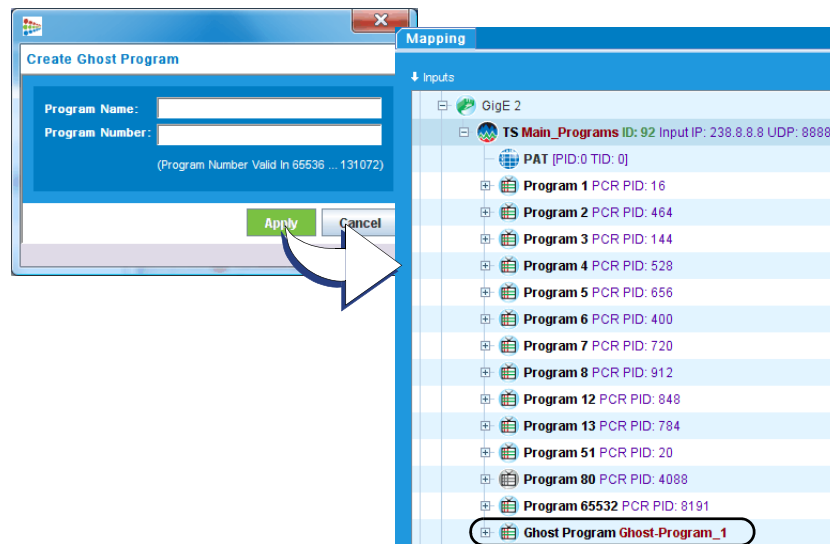 Create Ghost Program
Program Name:
Program Number:
(Program Number Valid In 65536 ... 131072)
Apply
Cancel
Mapping
Inputs
GigE 2
TS Main_Programs ID: 92 Input IP: 238.8.8.8 UDP: 8888
PAT [PID:0 TID: 0]
Program 1 PCR PID: 16
Program 2 PCR PID: 464
Program 3 PCR PID: 144
Program 4 PCR PID: 528
Program 5 PCR PID: 656
Program 6 PCR PID: 400
Program 7 PCR PID: 720
Program 8 PCR PID: 912
Program 12 PCR PID: 848
Program 13 PCR PID: 784
Program 51 PCR PID: 20
Program 80 PCR PID: 4088
Program 65532 PCR PID: 8191
Ghost Program Ghost-Program_1